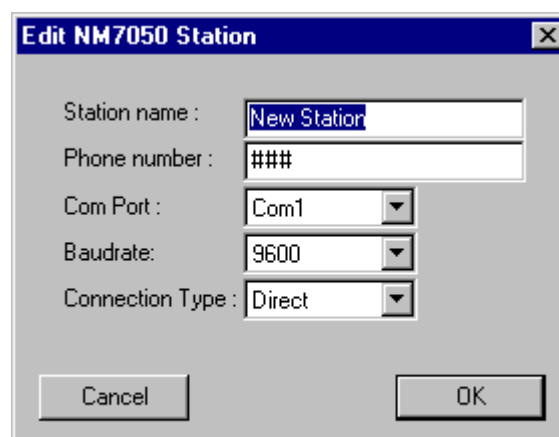 Edit NM7050 Station
Station name : New Station
Phone number : ###
Com Port : Com1
Baudrate: 9600
Connection Type : Direct
Cancel OK